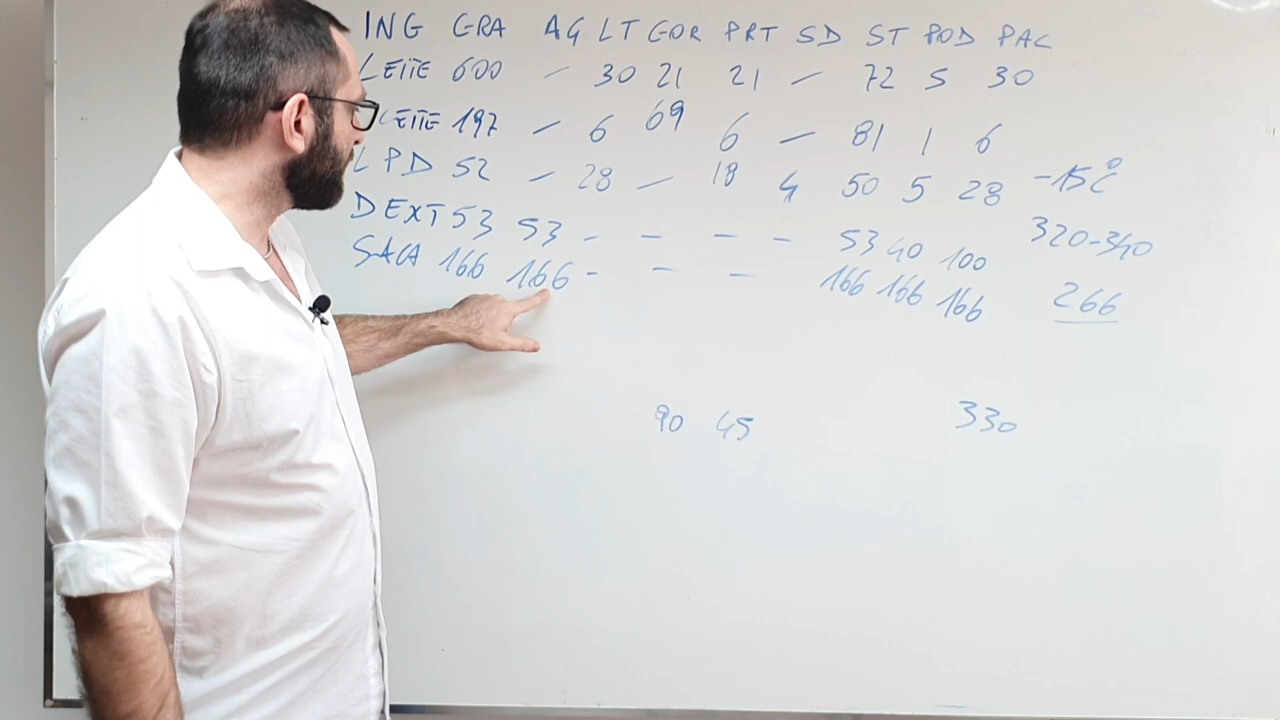 ING GRA AG LT GOR PRT SD ST POD PAC
LEITE 600 - 30 21 21 - 72 5 30
LEITE 197 - 6 69 6 - 81 1 6
LPD 52 - 28 - 18 4 50 5 28 -15°C
DEXT 53 53 - - - - 53 40 100 320-340
SACA 166 166 - - - 166 166 166 266
90 45 330